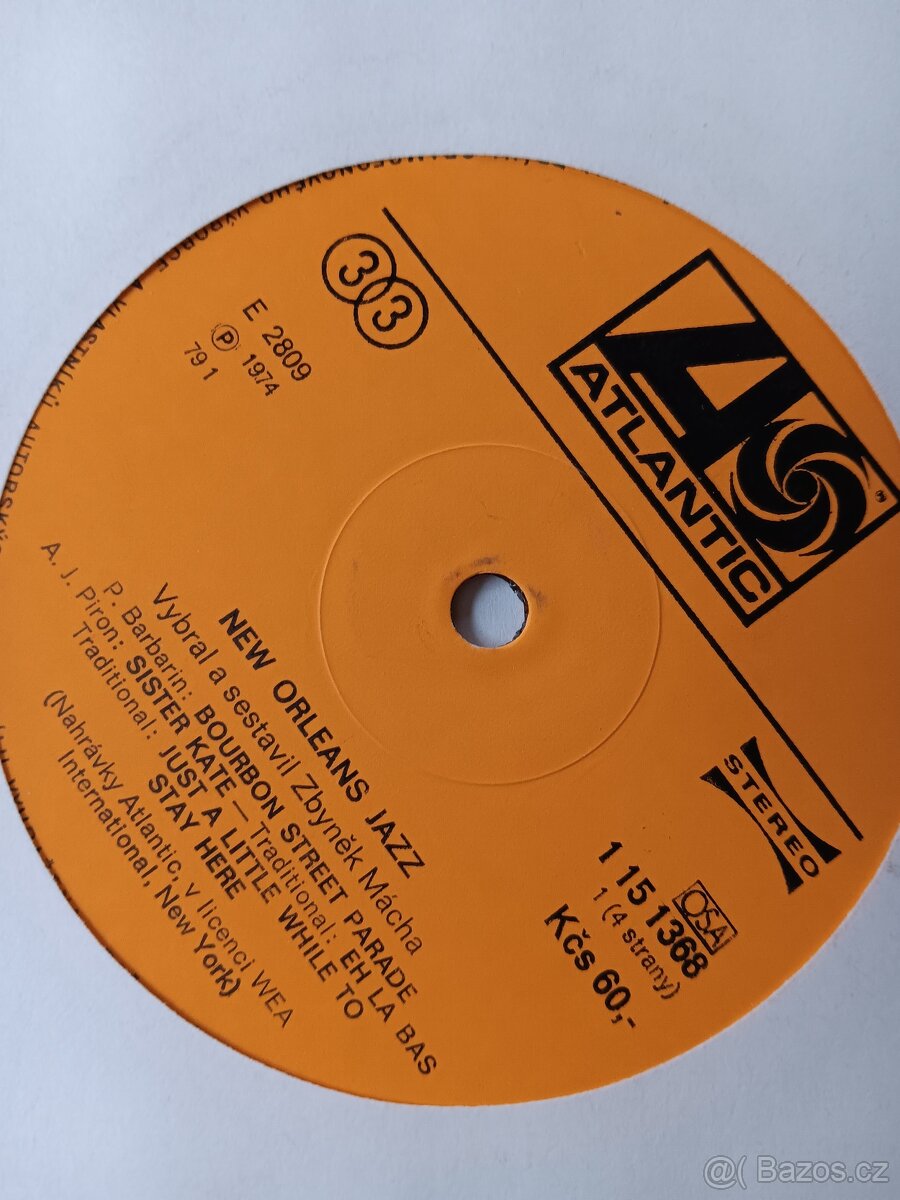 VÝROBCE A VLASTNÍKŮ
ATLANTIC
33
E 2809
Ⓟ 1974
79 1
STEREO
OSA
1 15 1368
1 (4 strany)
Kčs 60,-
NEW ORLEANS JAZZ
Vybral a sestavil Zbyněk Mácha
P. Barbarin: BOURBON STREET PARADE
A. J. Piron: SISTER KATE — Traditional: EH LA BAS
Traditional: JUST A LITTLE WHILE TO
STAY HERE
(Nahrávky Atlantic, v licenci WEA
International, New York)
@( Bazos.cz